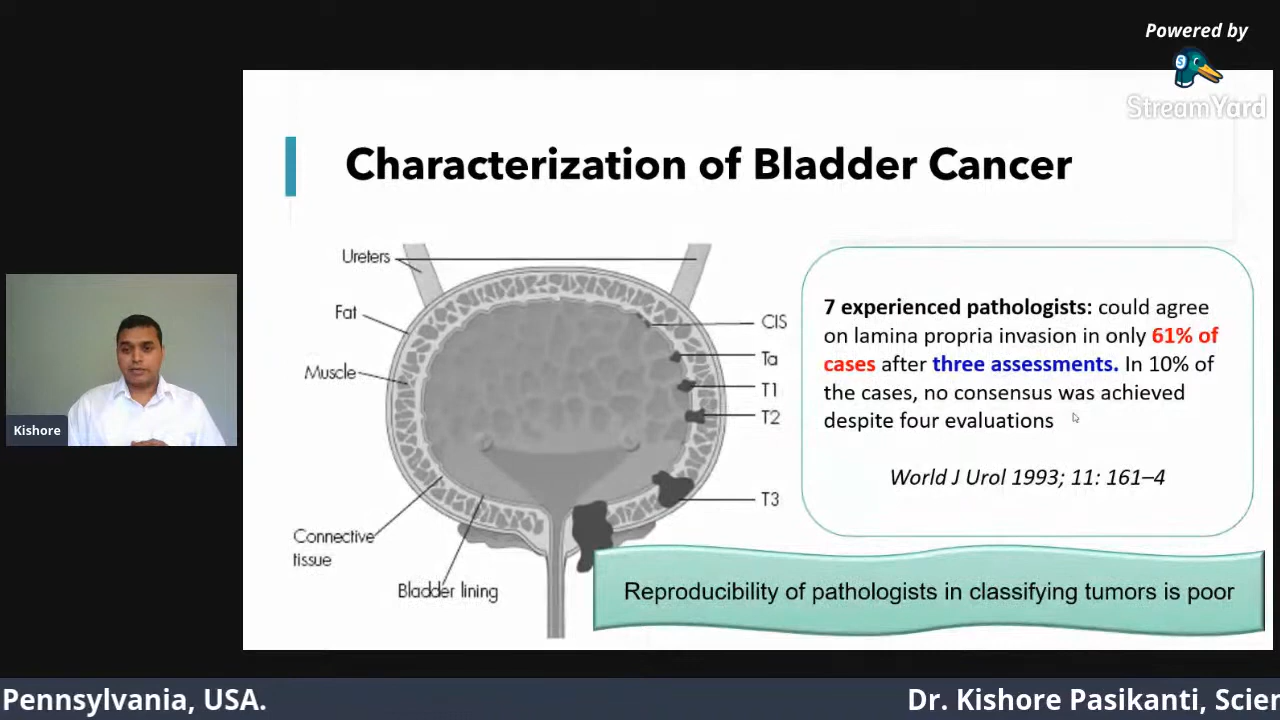 Powered by
StreamYard
Characterization of Bladder Cancer
Ureters
Fat
Muscle
Connective
tissue
Bladder lining
CIS
Ta
T1
T2
T3
7 experienced pathologists: could agree
on lamina propria invasion in only 61% of
cases after three assessments. In 10% of
the cases, no consensus was achieved
despite four evaluations
World J Urol 1993; 11: 161–4
Reproducibility of pathologists in classifying tumors is poor
Kishore
Pennsylvania, USA.
Dr. Kishore Pasikanti, Scier